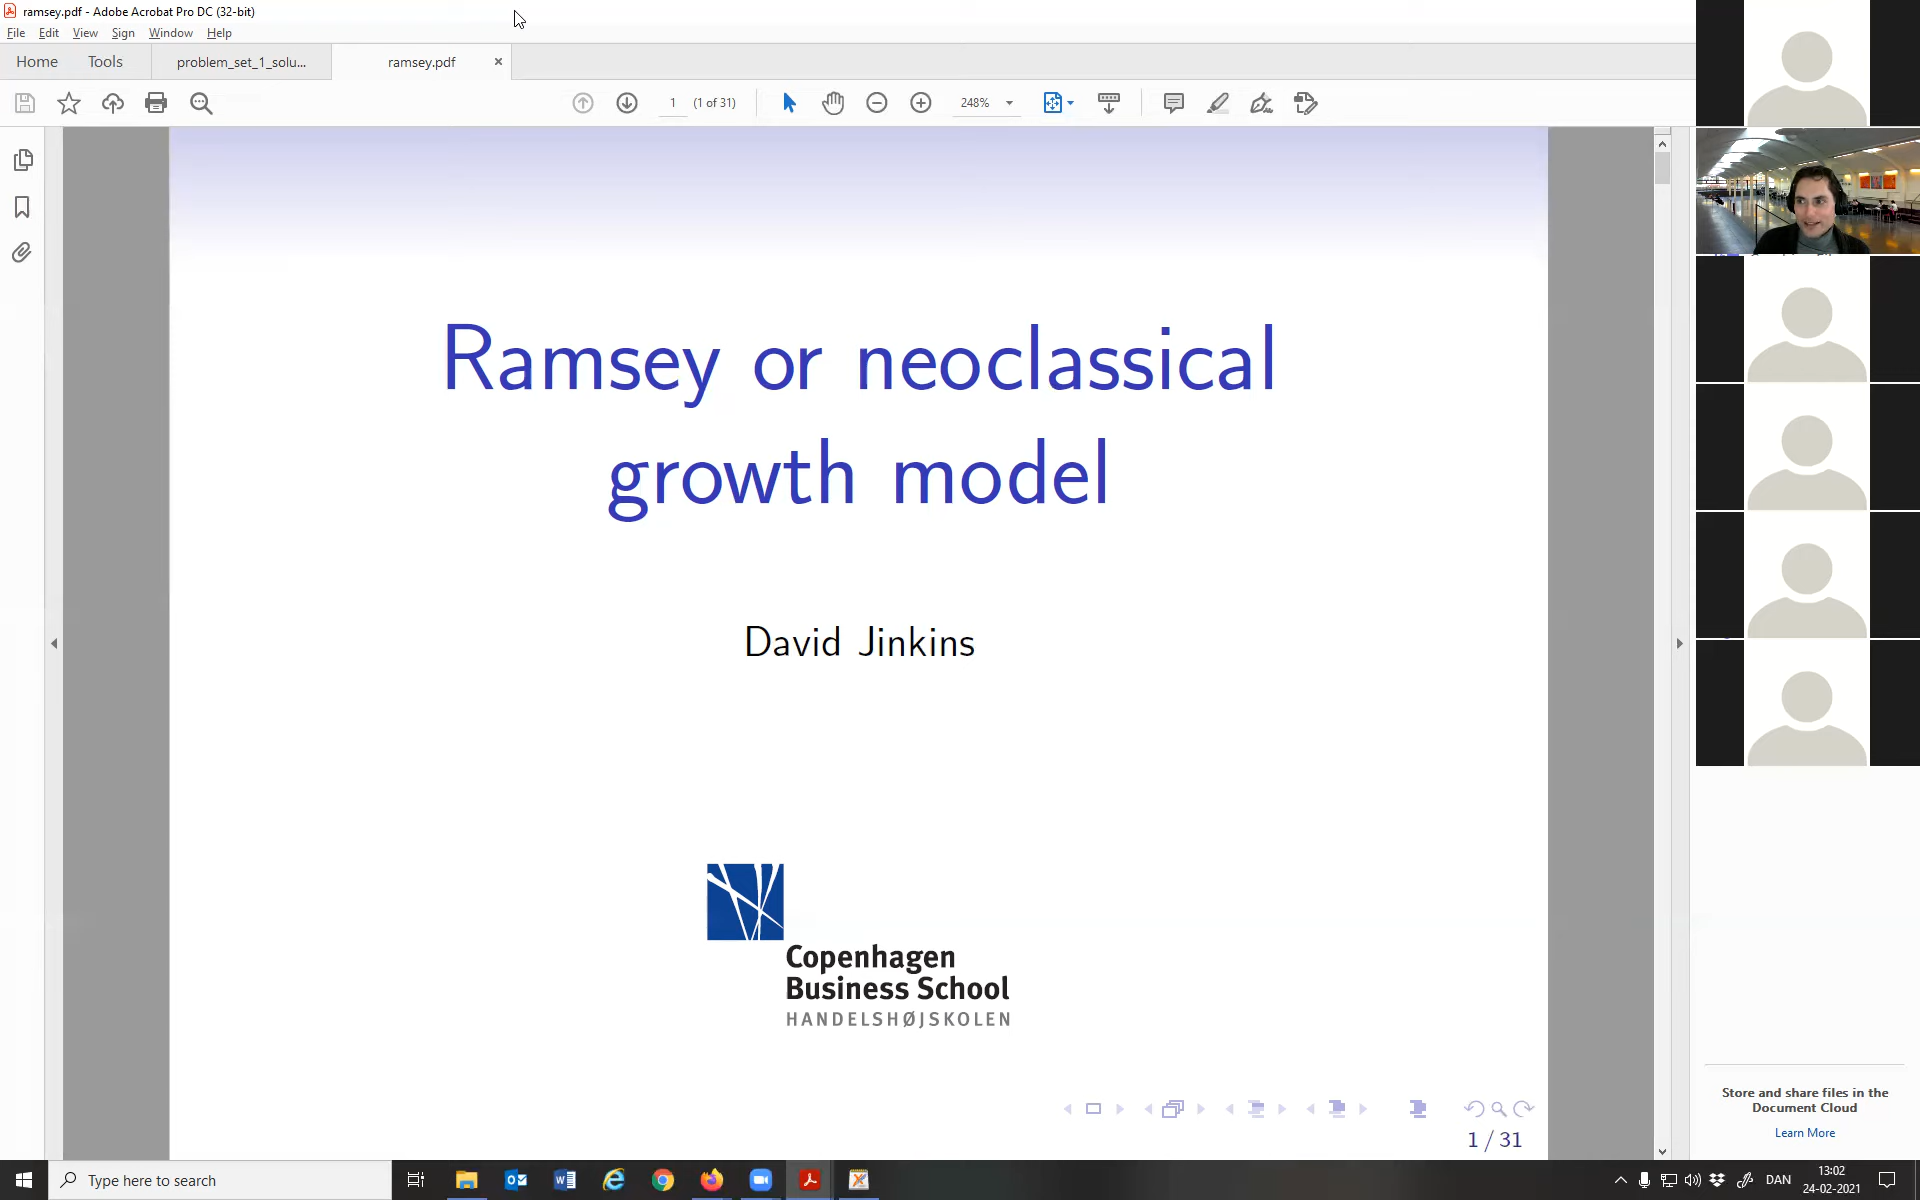 ramsey.pdf - Adobe Acrobat Pro DC (32-bit)
File Edit View Sign Window Help
Home Tools problem_set_1_solu... ramsey.pdf ×
1 (1 of 31) 248%
Ramsey or neoclassical
growth model
David Jinkins
Copenhagen
Business School
HANDELSHØJSKOLEN
1 / 31
Store and share files in the
Document Cloud
Learn More
Type here to search
DAN
13:02
24-02-2021